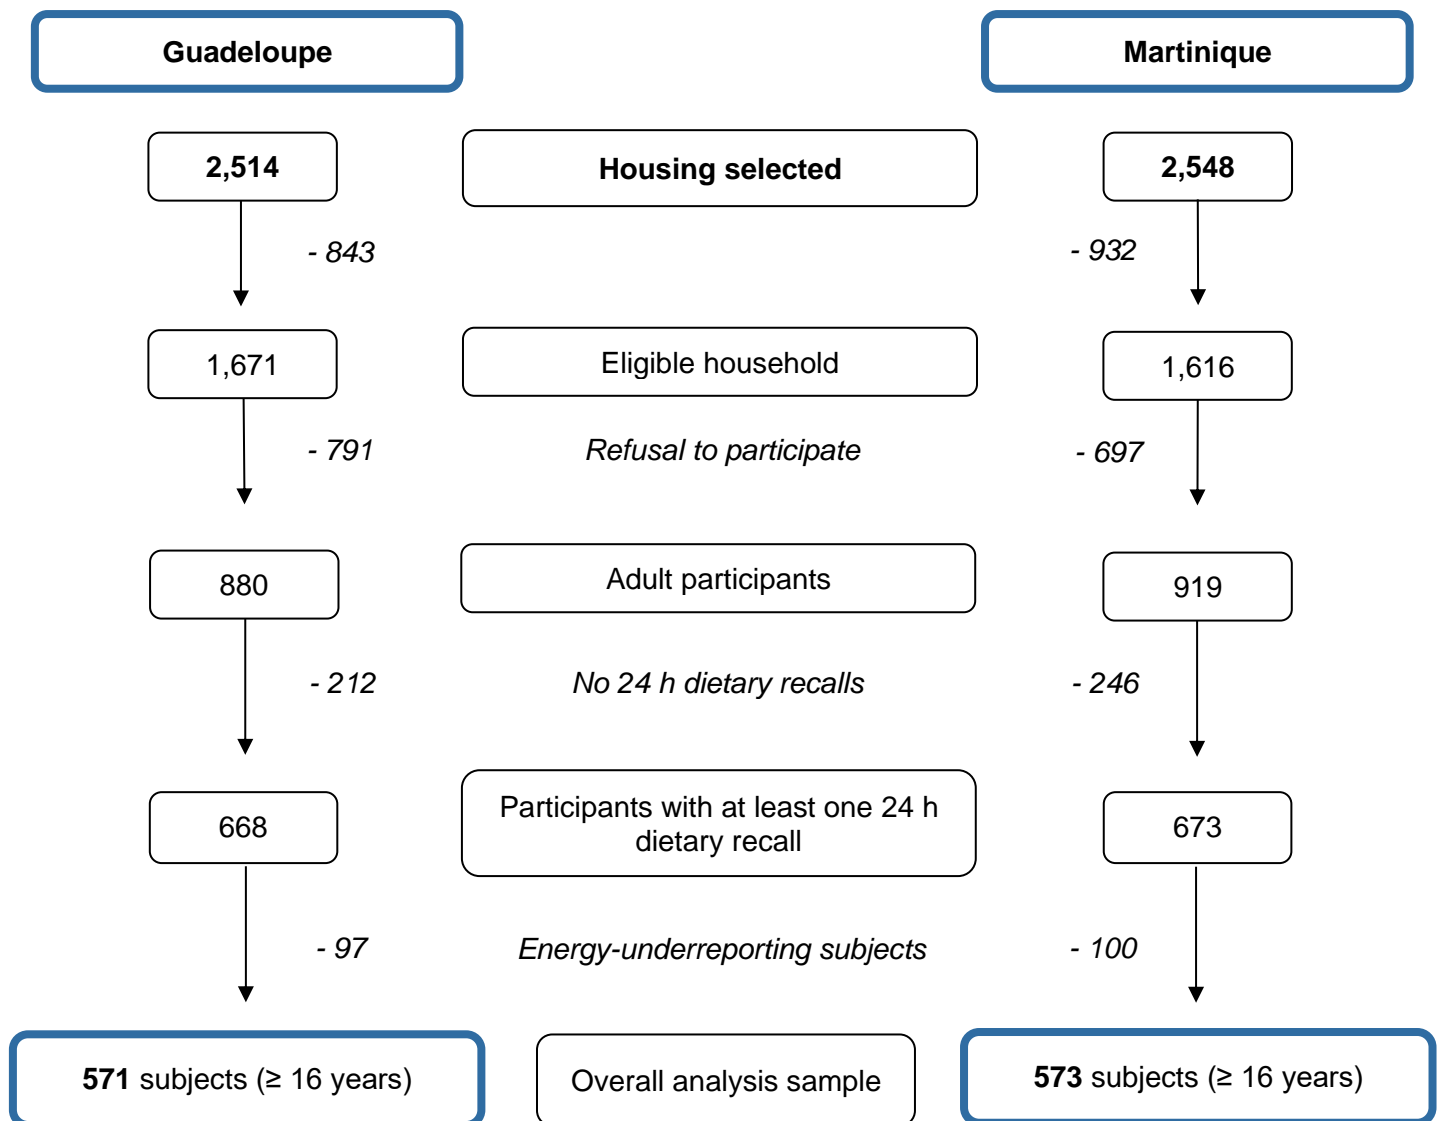 Guadeloupe
Martinique
2,514
Housing selected
2,548
- 843
- 932
1,671
Eligible household
1,616
- 791
Refusal to participate
- 697
880
Adult participants
919
- 212
No 24 h dietary recalls
- 246
668
Participants with at least one 24 h
dietary recall
673
- 97
Energy-underreporting subjects
- 100
571 subjects (≥ 16 years)
Overall analysis sample
573 subjects (≥ 16 years)